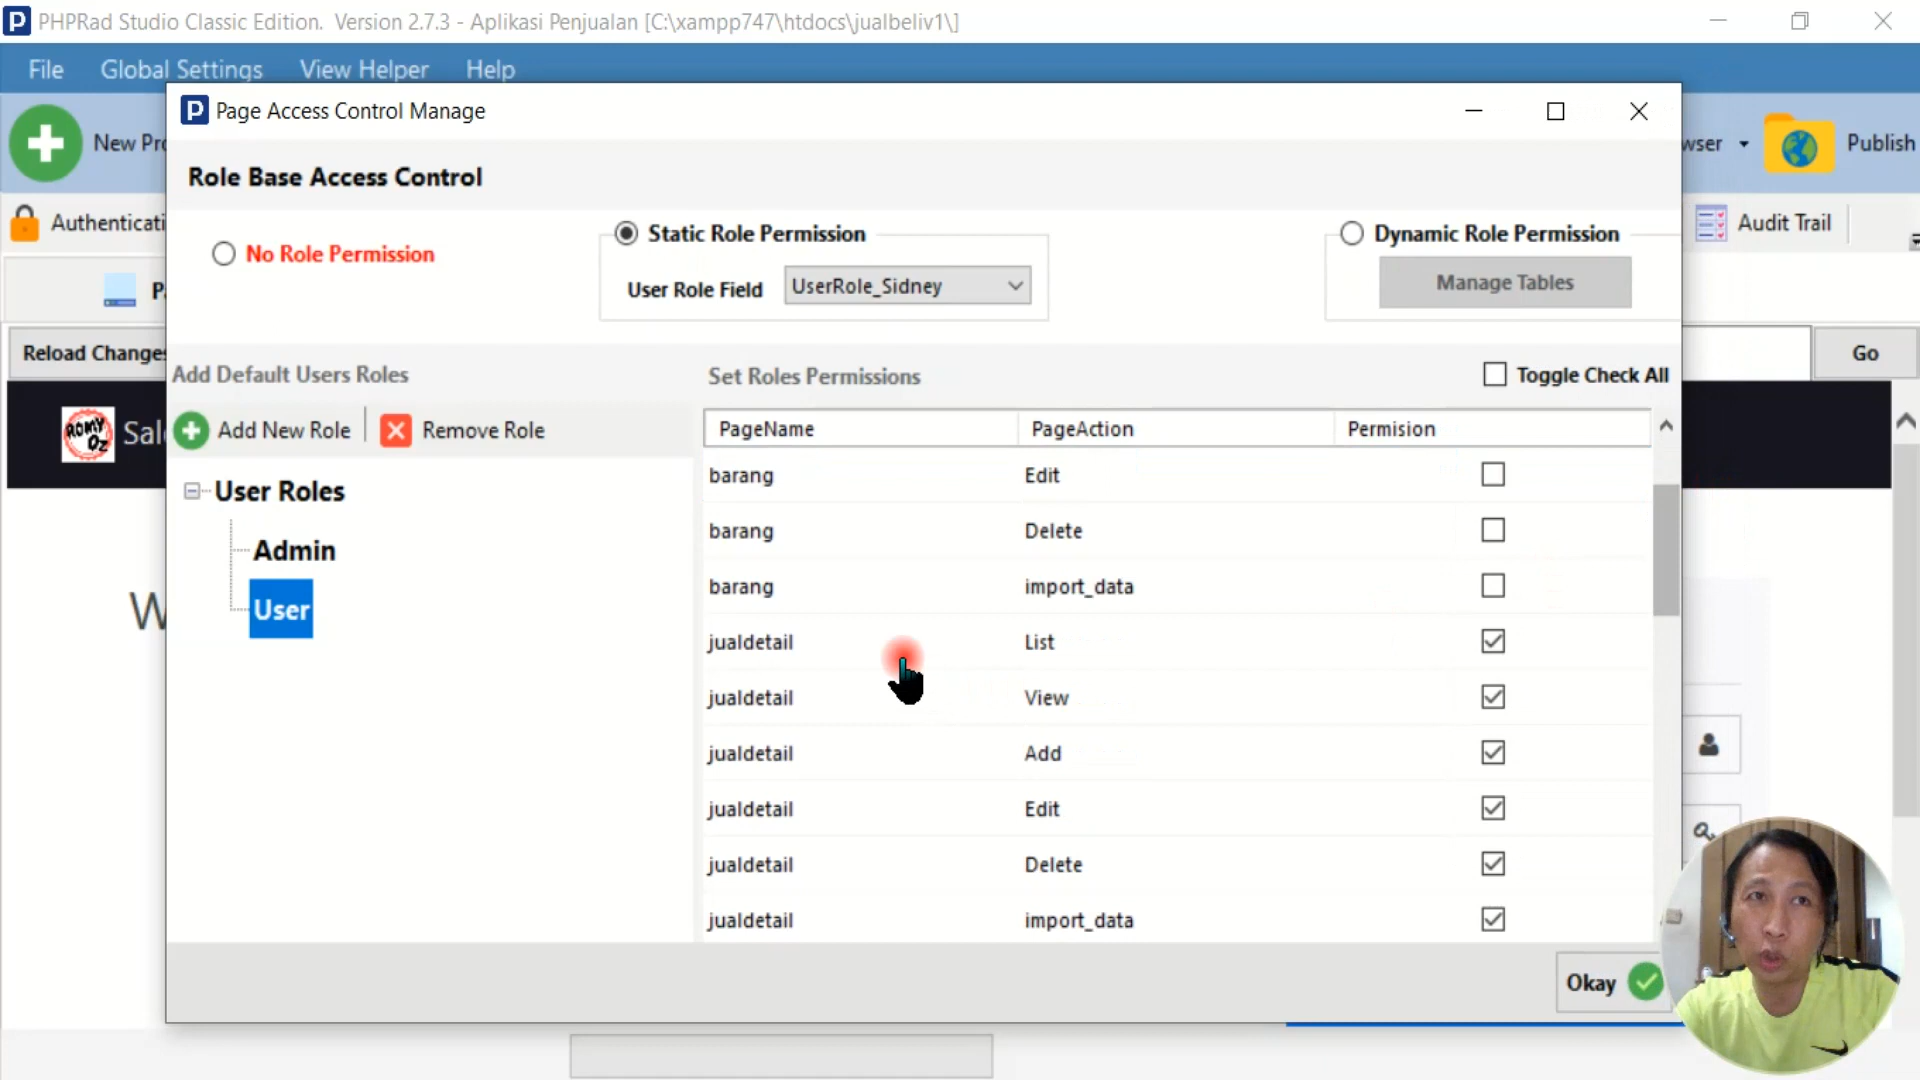 PHPRad Studio Classic Edition. Version 2.7.3 - Aplikasi Penjualan [C:\xampp747\htdocs\jualbeliv1\]
File Global Settings View Helper Help
Page Access Control Manage
New Pro
wser
Publish
Role Base Access Control
Authenticati
No Role Permission
Static Role Permission
User Role Field UserRole_Sidney
Dynamic Role Permission
Manage Tables
Audit Trail
Reload Changes
Go
Add Default Users Roles
Set Roles Permissions
Toggle Check All
ROMY OZ
Sal
Add New Role Remove Role
PageName PageAction Permision
User Roles
Admin
User
barang Edit
barang Delete
barang import_data
jualdetail List
jualdetail View
jualdetail Add
jualdetail Edit
jualdetail Delete
jualdetail import_data
W
Okay